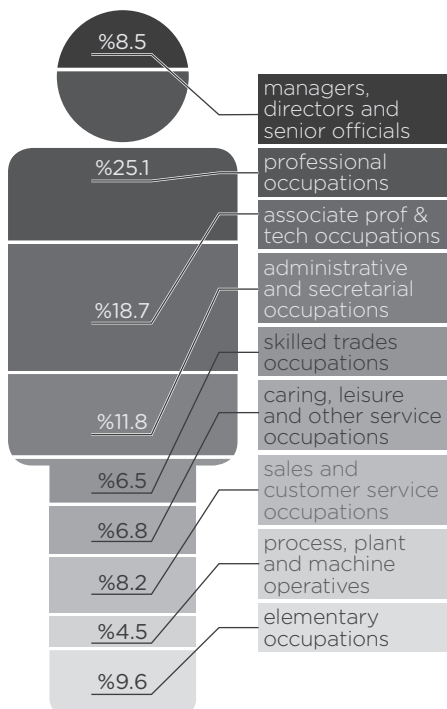 %8.5
managers,
directors and
senior officials
%25.1
professional
occupations
associate prof &
tech occupations
%18.7
administrative
and secretarial
occupations
%11.8
skilled trades
occupations
%6.5
caring, leisure
and other service
occupations
%6.8
sales and
customer service
occupations
%8.2
process, plant
and machine
operatives
%4.5
elementary
occupations
%9.6